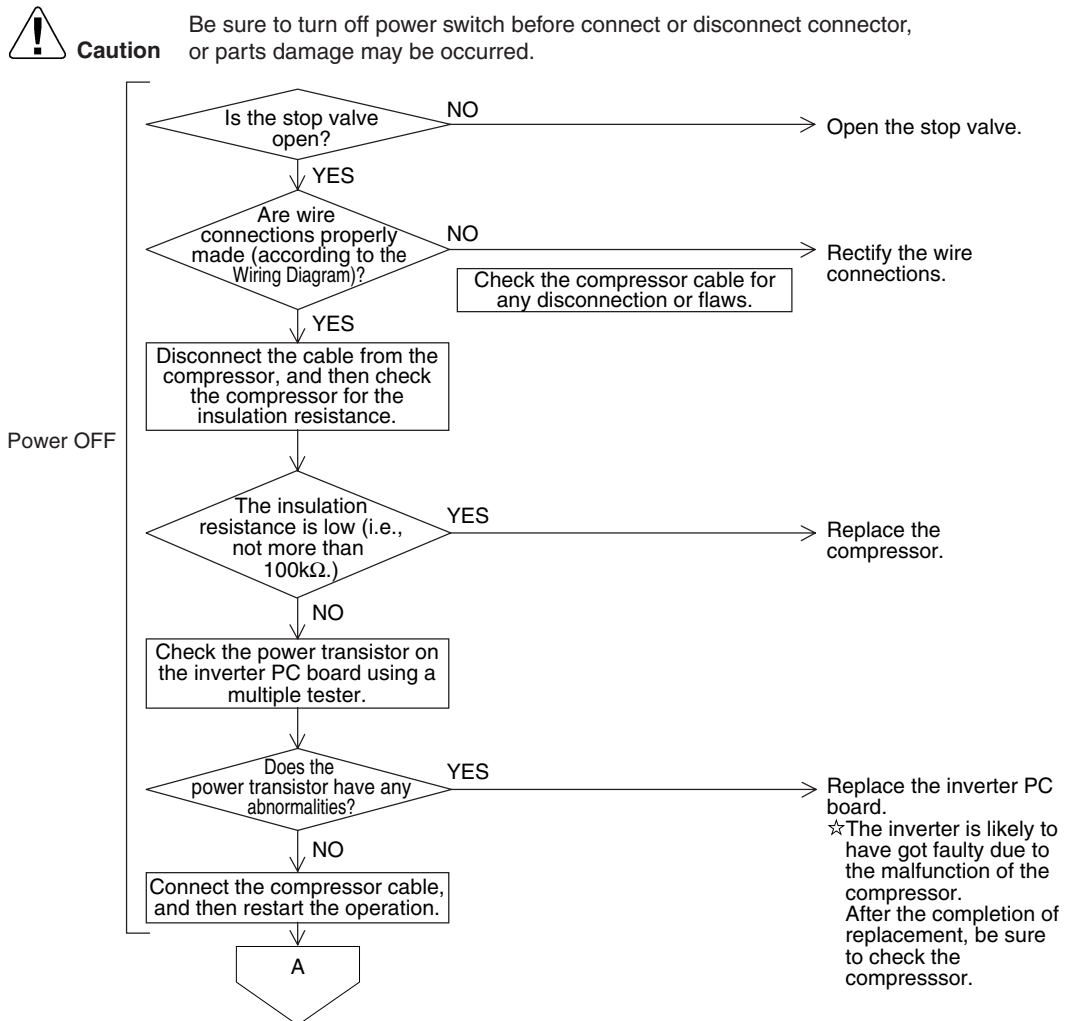 Be sure to turn off power switch before connect or disconnect connector,
Caution or parts damage may be occurred.
Is the stop valve
open?
NO
Open the stop valve.
YES
Are wire
connections properly
made (according to the
Wiring Diagram)?
NO
Rectify the wire
connections.
Check the compressor cable for
any disconnection or flaws.
YES
Disconnect the cable from the
compressor, and then check
the compressor for the
insulation resistance.
Power OFF
The insulation
resistance is low (i.e.,
not more than
100kΩ.)
YES
Replace the
compressor.
NO
Check the power transistor on
the inverter PC board using a
multiple tester.
Does the
power transistor have any
abnormalities?
YES
Replace the inverter PC
board.
☆The inverter is likely to
have got faulty due to
the malfunction of the
compressor.
After the completion of
replacement, be sure
to check the
compresssor.
NO
Connect the compressor cable,
and then restart the operation.
A